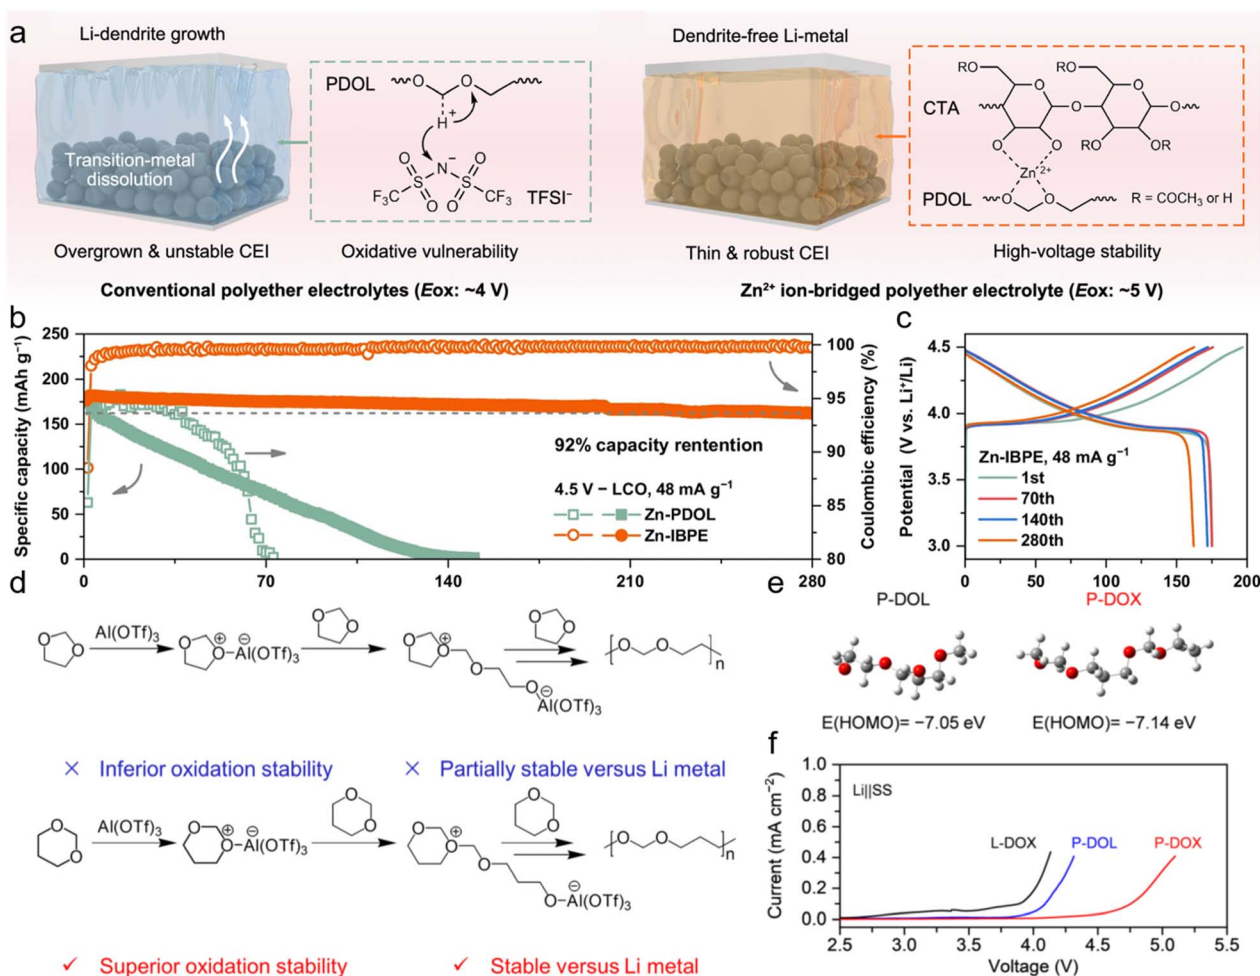 a
Li-dendrite growth
Transition-metal
dissolution
Overgrown & unstable CEI
PDOL
O
O
H+
O O
N−
O O
S S
F3C CF3
TFSI−
Oxidative vulnerability
Conventional polyether electrolytes (Eox: ~4 V)
Dendrite-free Li-metal
Thin & robust CEI
CTA
RO
O
O
RO
O
O
O
O
RO
OR
Zn2+
PDOL
O
O
R = COCH3 or H
High-voltage stability
Zn2+ ion-bridged polyether electrolyte (Eox: ~5 V)
b
Specific capacity (mAh g−1)
250
200
150
100
50
0
0
70
140
210
280
100
95
90
85
80
Coulombic efficiency (%)
92% capacity rentention
4.5 V – LCO, 48 mA g−1
Zn-PDOL
Zn-IBPE
c
Potential (V vs. Li+/Li)
4.5
4.0
3.5
3.0
Zn-IBPE, 48 mA g−1
1st
70th
140th
280th
0
50
100
150
200
d
O
O
Al(OTf)3
O
⊕
O
⊖
Al(OTf)3
O
O
O
⊕
O
O
O
⊖
Al(OTf)3
O
O
O
O
n
× Inferior oxidation stability
× Partially stable versus Li metal
O
O
Al(OTf)3
O
⊕
O
⊖
Al(OTf)3
O
O
O
⊕
O
O
O
⊖
Al(OTf)3
O
O
O
O
n
✓ Superior oxidation stability
✓ Stable versus Li metal
e
P-DOL
P-DOX
E(HOMO)= −7.05 eV
E(HOMO)= −7.14 eV
f
Current (mA cm−2)
1.0
0.8
0.6
0.4
0.2
0.0
Li||SS
L-DOX
P-DOL
P-DOX
2.5
3.0
3.5
4.0
4.5
5.0
5.5
Voltage (V)